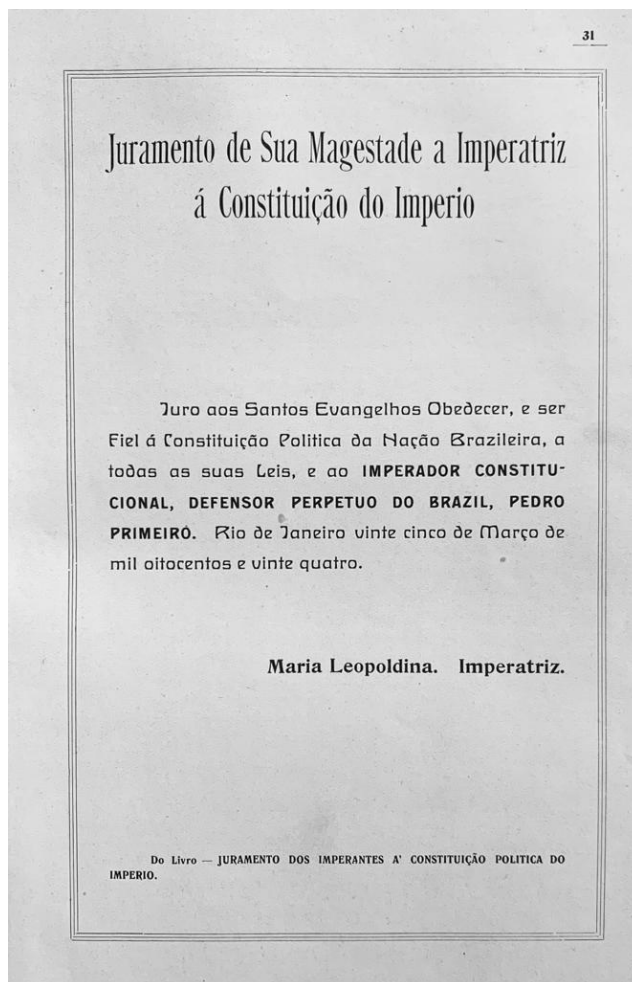 31
Juramento de Sua Magestade a Imperatriz
á Constituição do Imperio
Juro aos Santos Evangelhos Obedecer, e ser
Fiel á Constituição Politica da Nação Brazileira, a
todas as suas Leis, e ao IMPERADOR CONSTITU-
CIONAL, DEFENSOR PERPETUO DO BRAZIL, PEDRO
PRIMEIRO. Rio de Janeiro vinte cinco de Março de
mil oitocentos e vinte quatro.
Maria Leopoldina. Imperatriz.
Do Livro — JURAMENTO DOS IMPERANTES A' CONSTITUIÇÃO POLITICA DO
IMPERIO.